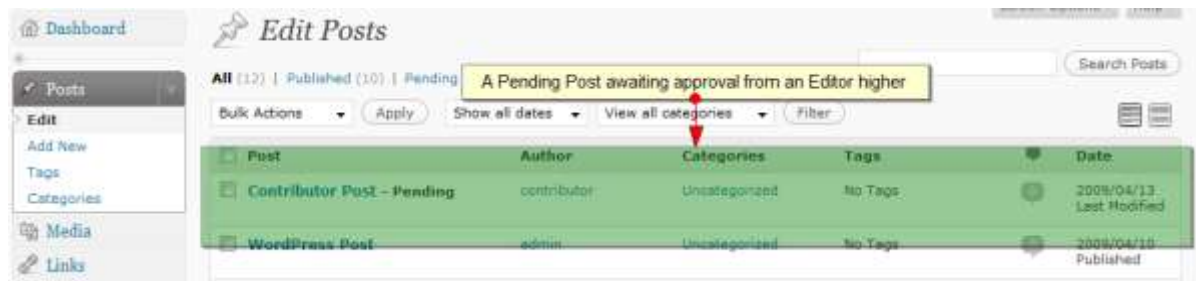 Dashboard
Edit Posts
Search Posts
All (12) | Published (10) | Pending
A Pending Post awaiting approval from an Editor higher
Posts
Bulk Actions Apply Show all dates View all categories Filter
Edit
Add New
Tags
Categories
Post Author Categories Tags Date
Contributor Post - Pending contributor Uncategorized No Tags 2009/04/13
Last Modified
Media
WordPress Post admin Uncategorized No Tags 2009/04/10
Published
Links